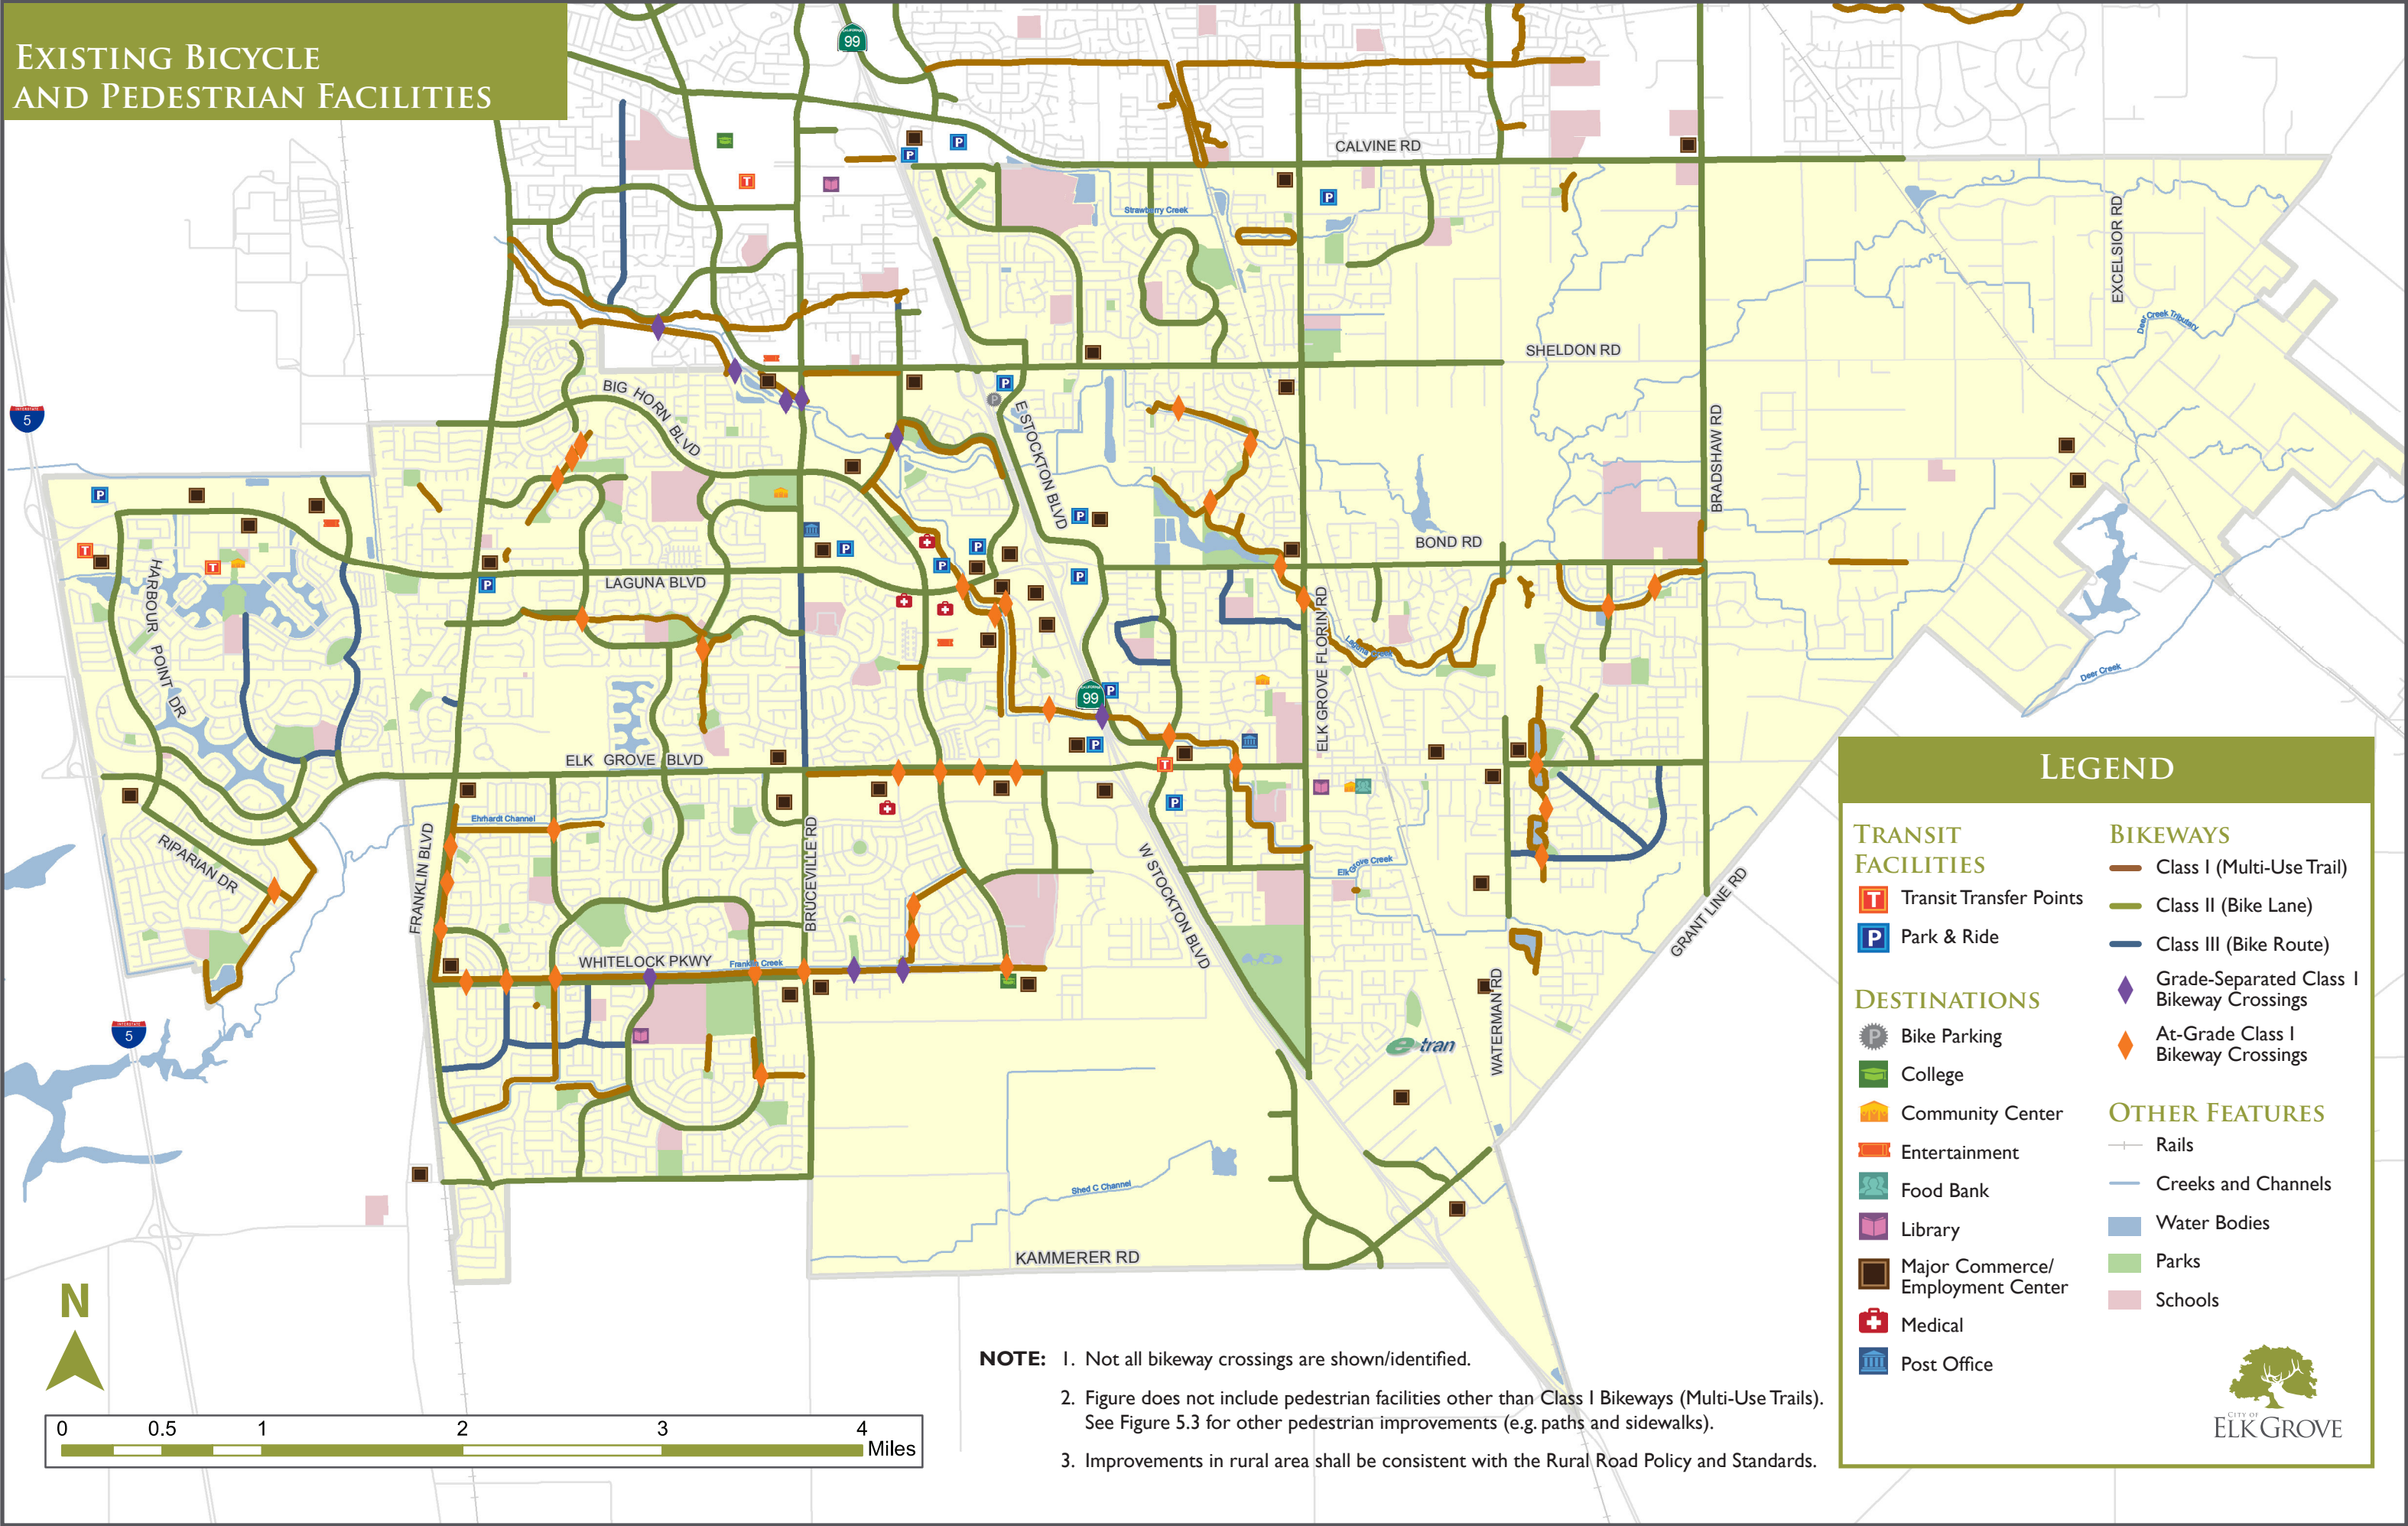 EXISTING BICYCLE
AND PEDESTRIAN FACILITIES
CALIFORNIA
99
CALVINE RD
Strawberry Creek
EXCELSIOR RD
Deer Creek Tributary
SHELDON RD
BIG HORN BLVD
INTERSTATE
5
E STOCKTON BLVD
BRADSHAW RD
BOND RD
LAGUNA BLVD
HARBOUR POINT DR
ELK GROVE FLORIN RD
Laguna Creek
Deer Creek
CALIFORNIA
99
ELK GROVE BLVD
Ehrhardt Channel
RIPARIAN DR
FRANKLIN BLVD
BRUCEVILLE RD
W STOCKTON BLVD
Elk Grove Creek
GRANT LINE RD
WHITELOCK PKWY
Franklin Creek
WATERMAN RD
INTERSTATE
5
e-tran
Shed C Channel
KAMMERER RD
N
0 0.5 1 2 3 4
Miles
NOTE: 1. Not all bikeway crossings are shown/identified.
2. Figure does not include pedestrian facilities other than Class I Bikeways (Multi-Use Trails).
See Figure 5.3 for other pedestrian improvements (e.g. paths and sidewalks).
3. Improvements in rural area shall be consistent with the Rural Road Policy and Standards.
LEGEND
TRANSIT
FACILITIES
T Transit Transfer Points
P Park & Ride
DESTINATIONS
P Bike Parking
College
Community Center
Entertainment
Food Bank
Library
Major Commerce/
Employment Center
Medical
Post Office
BIKEWAYS
Class I (Multi-Use Trail)
Class II (Bike Lane)
Class III (Bike Route)
Grade-Separated Class I
Bikeway Crossings
At-Grade Class I
Bikeway Crossings
OTHER FEATURES
Rails
Creeks and Channels
Water Bodies
Parks
Schools
CITY OF
ELK GROVE